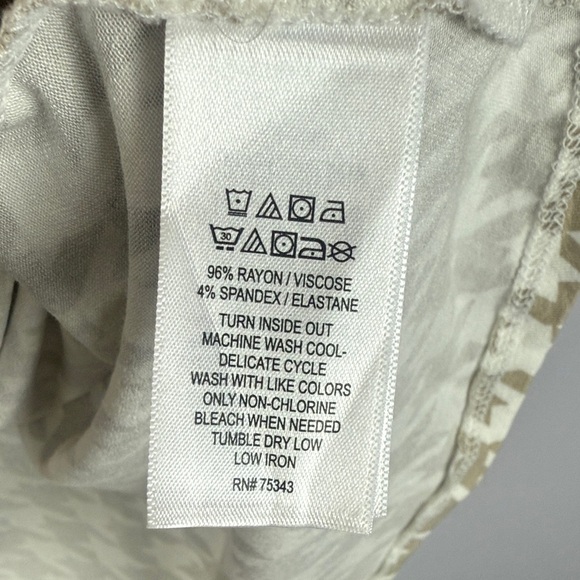 30
96% RAYON / VISCOSE
4% SPANDEX / ELASTANE
TURN INSIDE OUT
MACHINE WASH COOL-
DELICATE CYCLE
WASH WITH LIKE COLORS
ONLY NON-CHLORINE
BLEACH WHEN NEEDED
TUMBLE DRY LOW
LOW IRON
RN# 75343